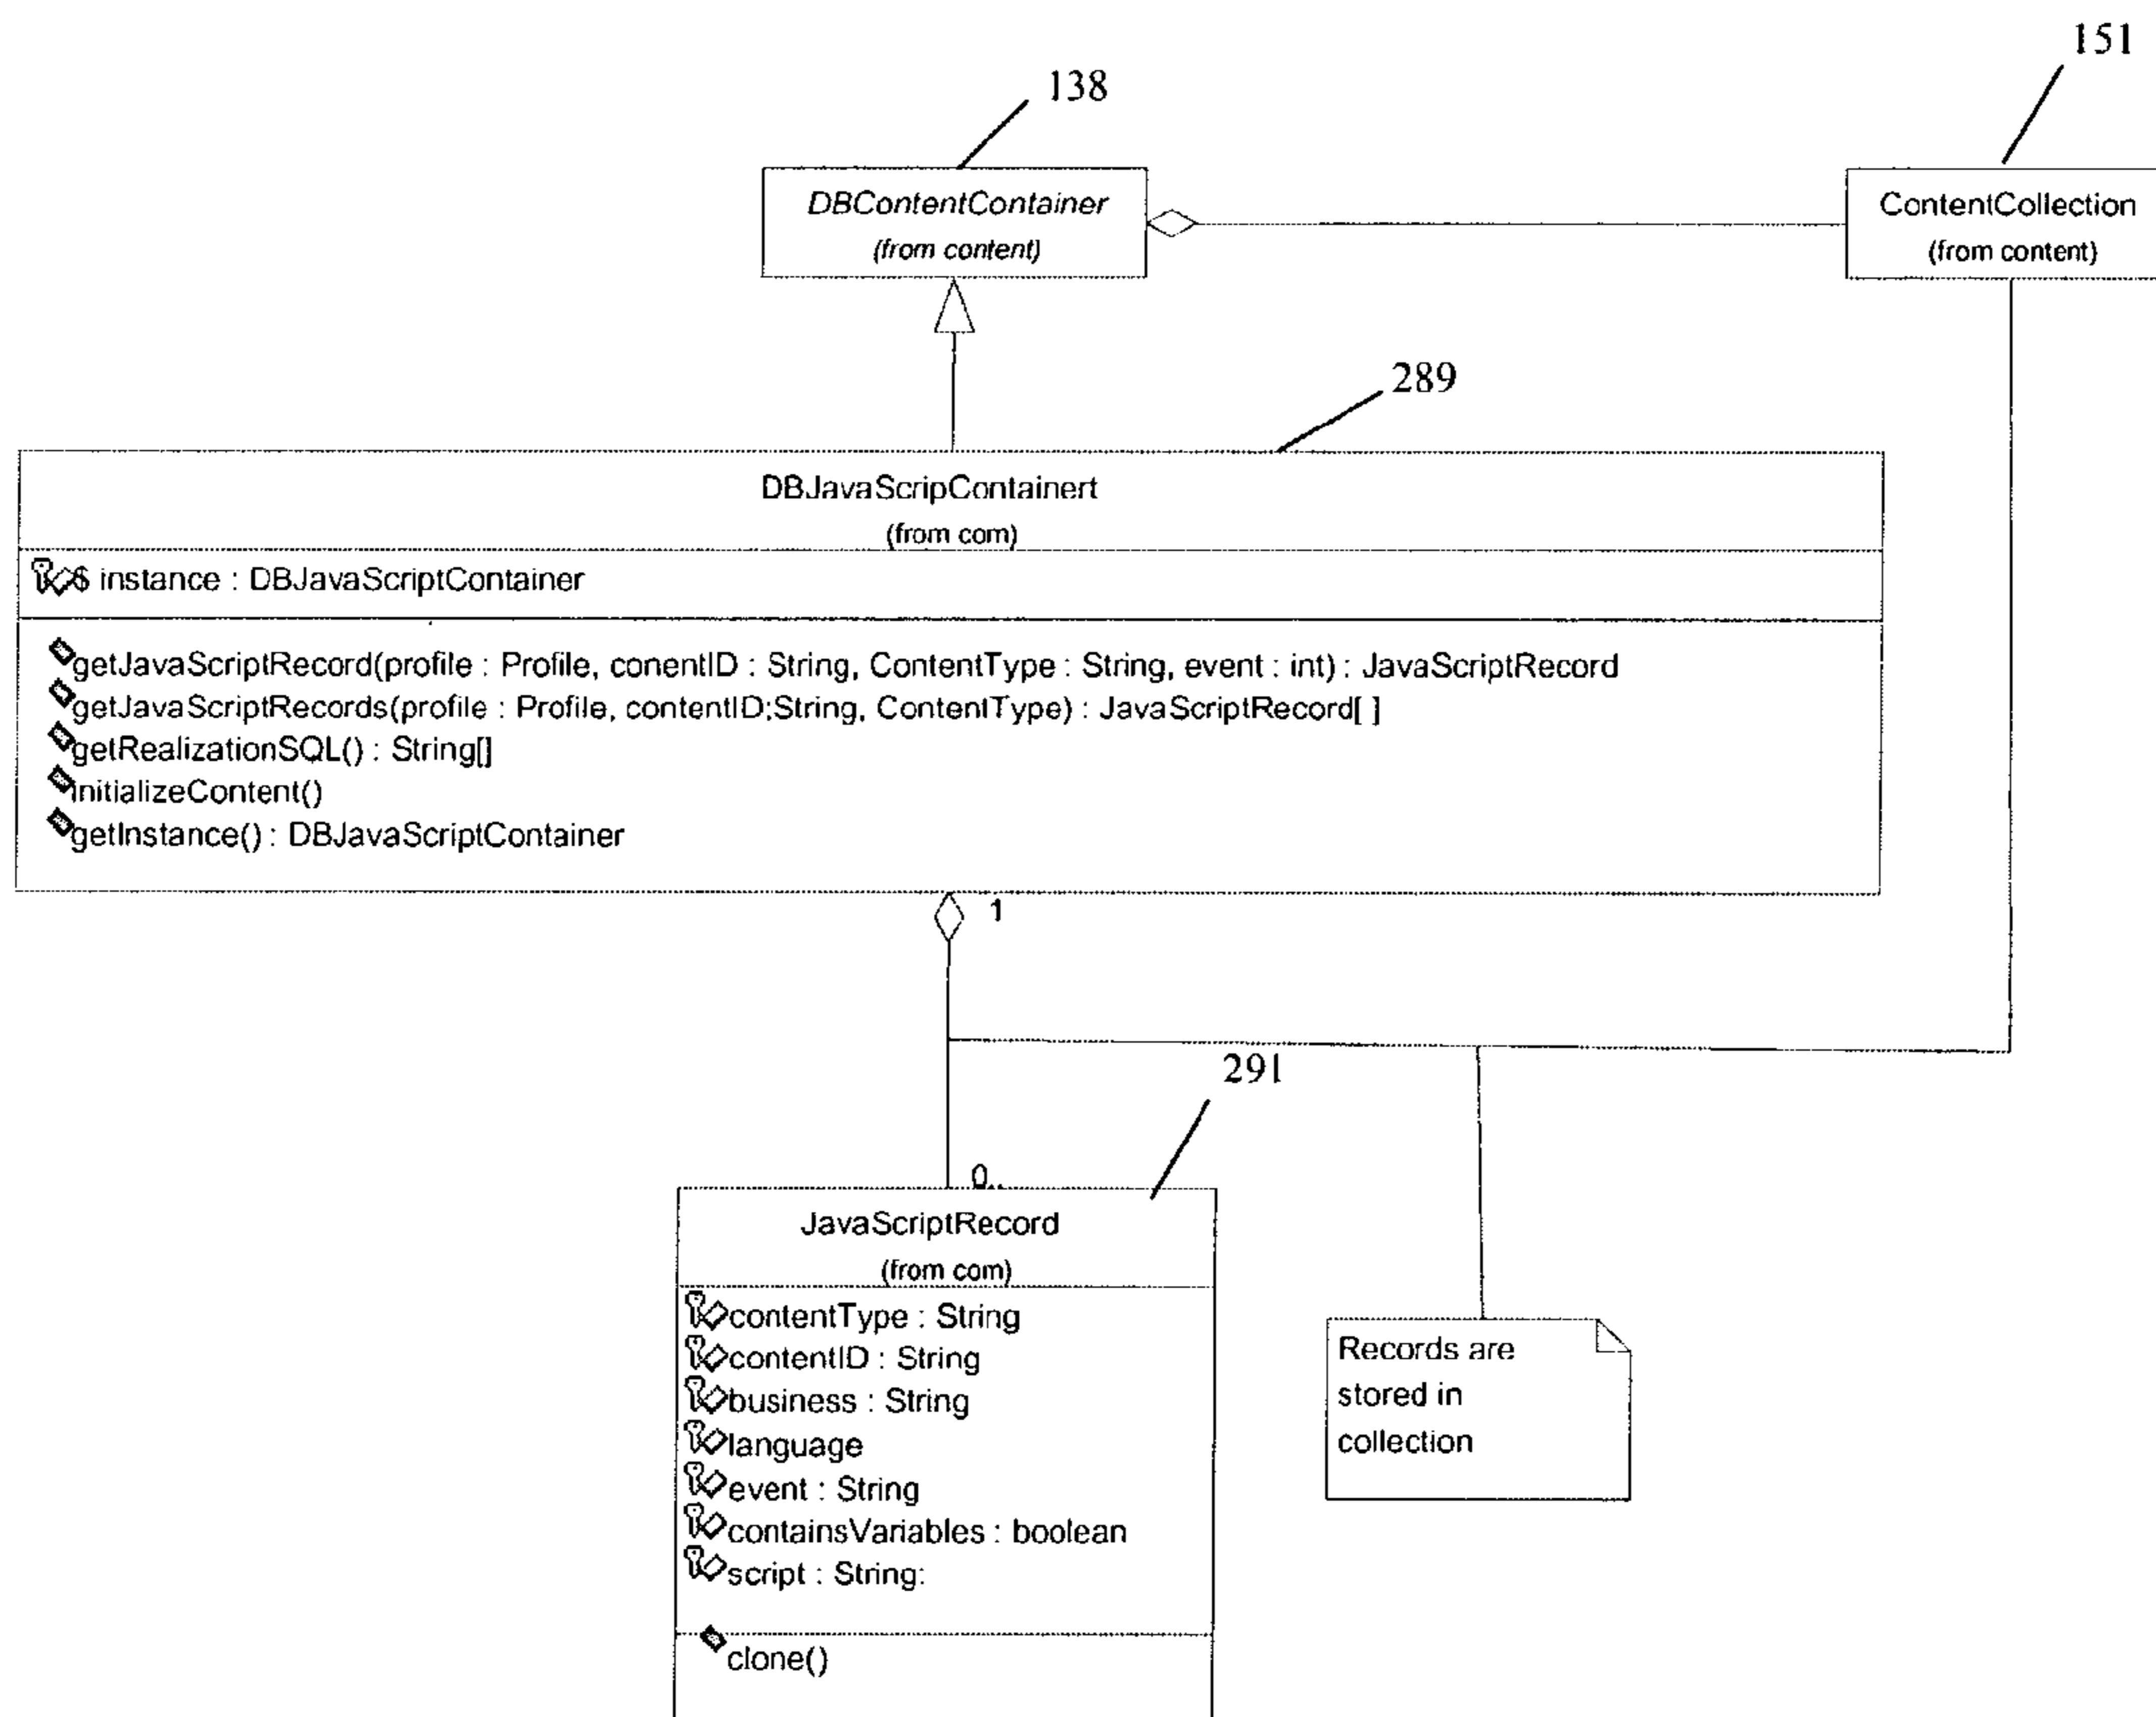 151
138
DBContentContainer
(from content)
ContentCollection
(from content)
289
DBJavaScripContainert
(from com)
$ instance : DBJavaScriptContainer
getJavaScriptRecord(profile : Profile, conentID : String, ContentType : String, event : int) : JavaScriptRecord
getJavaScriptRecords(profile : Profile, contentID;String, ContentType) : JavaScriptRecord[ ]
getRealizationSQL() : String[]
initializeContent()
getInstance() : DBJavaScriptContainer
1
291
0..
JavaScriptRecord
(from com)
contentType : String
contentID : String
business : String
language
event : String
containsVariables : boolean
script : String:
clone()
Records are
stored in
collection